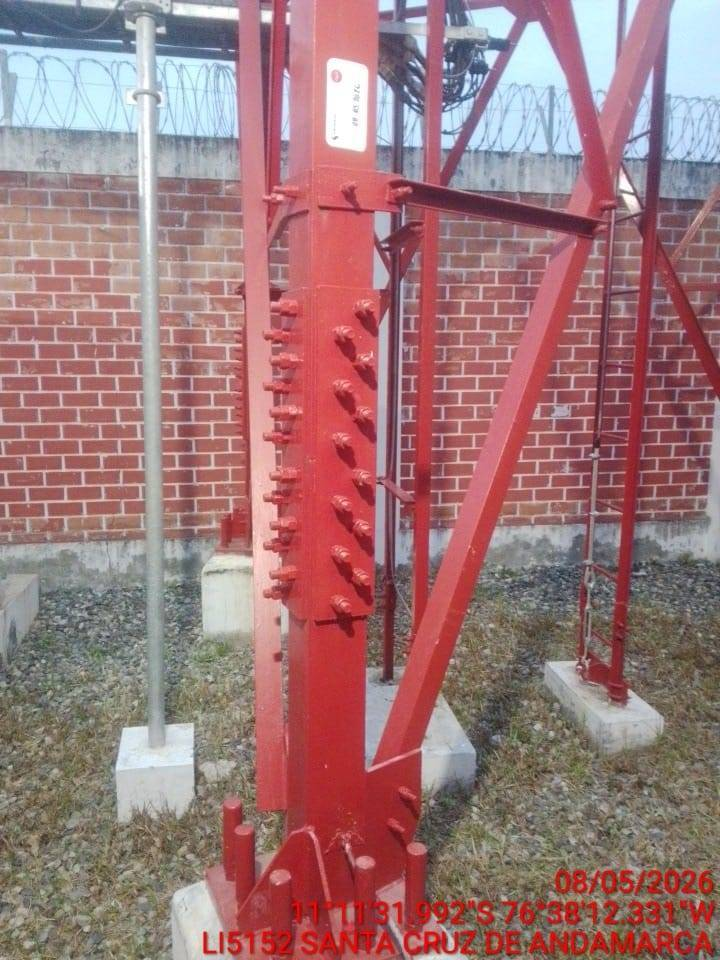 08/05/2026
11°11'31.992"S 76°38'12.331"W
LI5152 SANTA CRUZ DE ANDAMARCA